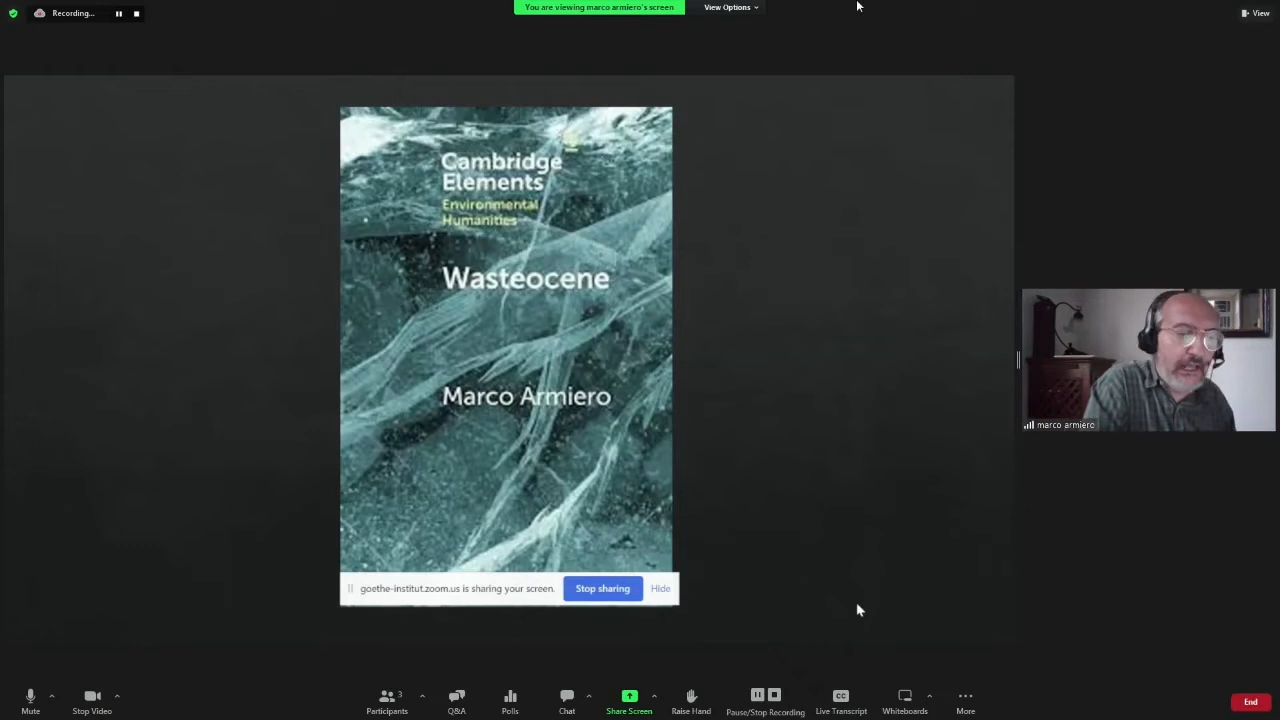 Recording...
You are viewing marco armiero's screen
View Options
View
Cambridge
Elements
Environmental
Humanities
Wasteocene
Marco Armiero
goethe-institut.zoom.us is sharing your screen.
Stop sharing
Hide
marco armiero
Mute
Stop Video
3
Participants
Q&A
Polls
Chat
Share Screen
Raise Hand
Pause/Stop Recording
CC
Live Transcript
Whiteboards
More
End